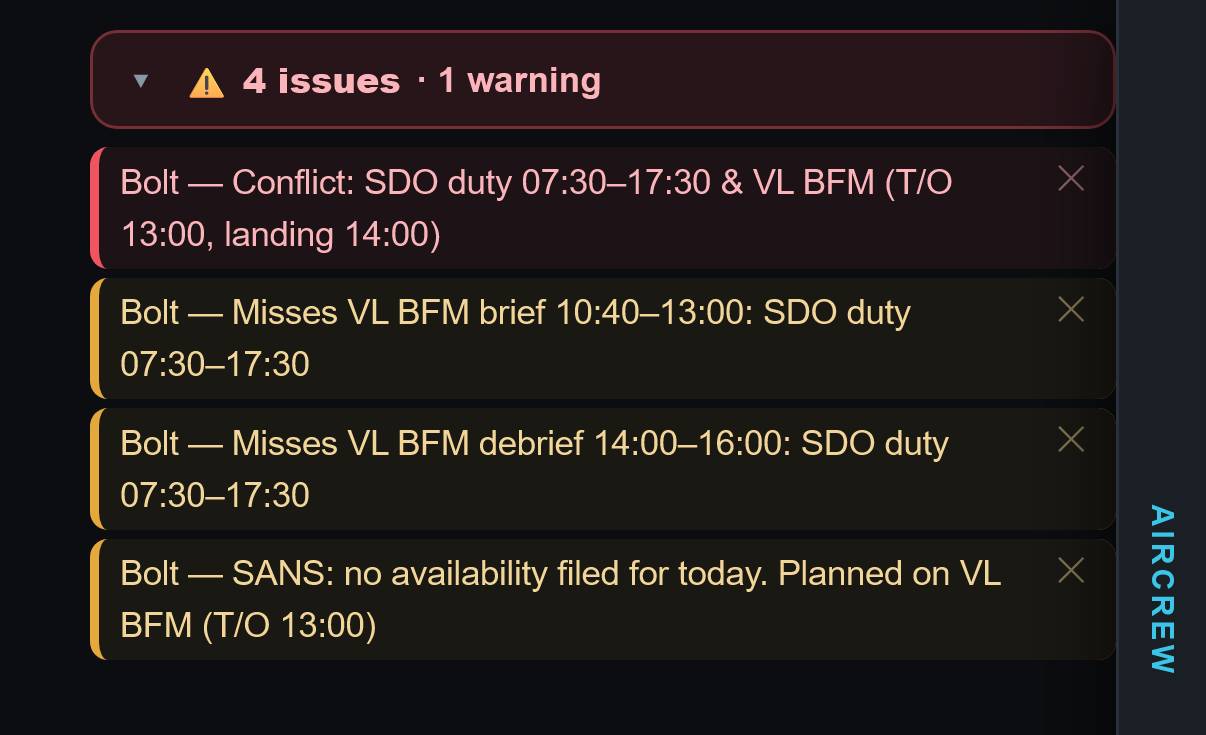 4 issues · 1 warning
Bolt — Conflict: SDO duty 07:30–17:30 & VL BFM (T/O
13:00, landing 14:00)
Bolt — Misses VL BFM brief 10:40–13:00: SDO duty
07:30–17:30
Bolt — Misses VL BFM debrief 14:00–16:00: SDO duty
07:30–17:30
Bolt — SANS: no availability filed for today. Planned on VL
BFM (T/O 13:00)
AIRCREW